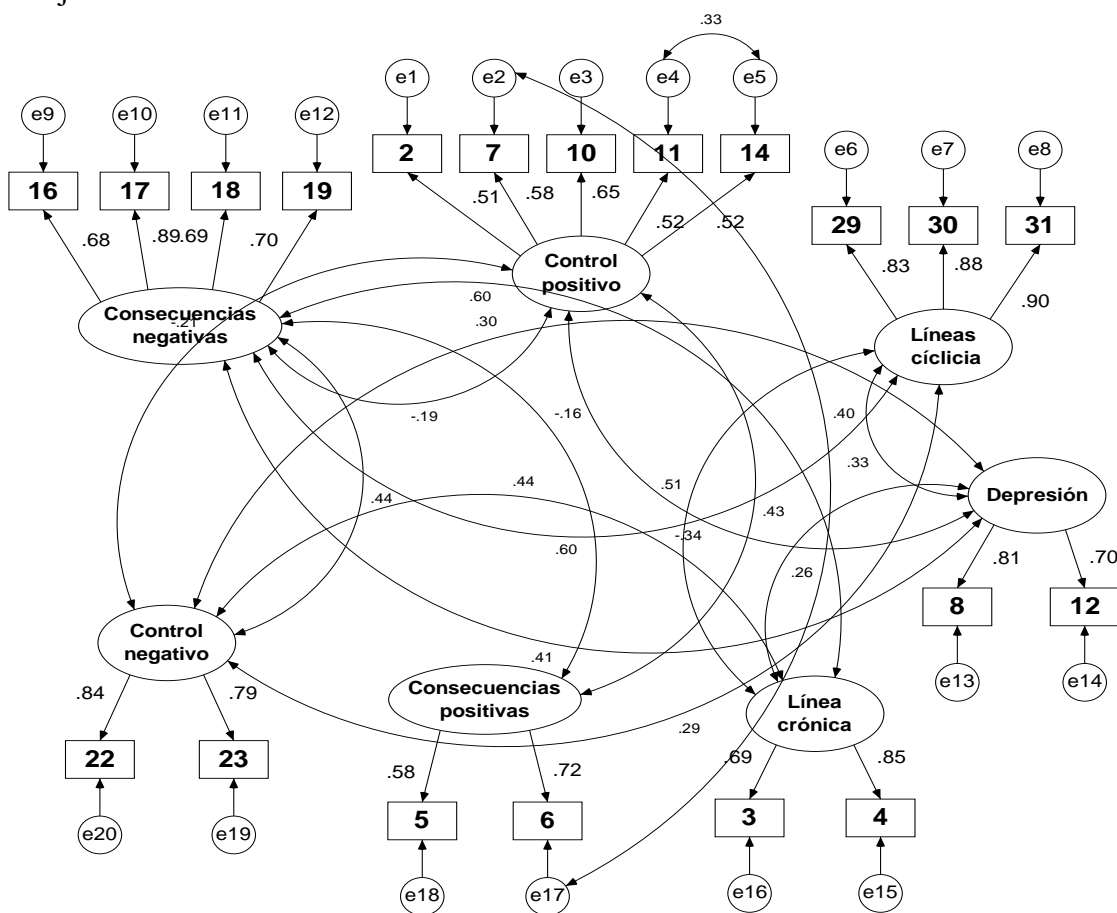 .33
e1
e2
e3
e4
e5
e9
e10
e11
e12
e6
e7
e8
2
7
10
11
14
16
17
18
19
29
30
31
.51
.58
.65
.52
.52
.68
.89
.69
.70
.83
.88
.90
Control
positivo
Consecuencias
negativas
-.21
.60
.30
Líneas
cíclicia
-.19
-.16
.40
.33
.44
.44
.51
.43
-.34
.60
.26
Depresión
.81
.70
8
12
e13
e14
Control
negativo
.41
Consecuencias
positivas
Línea
crónica
.84
.79
.29
.69
.85
.58
.72
22
23
5
6
3
4
e20
e19
e18
e17
e16
e15